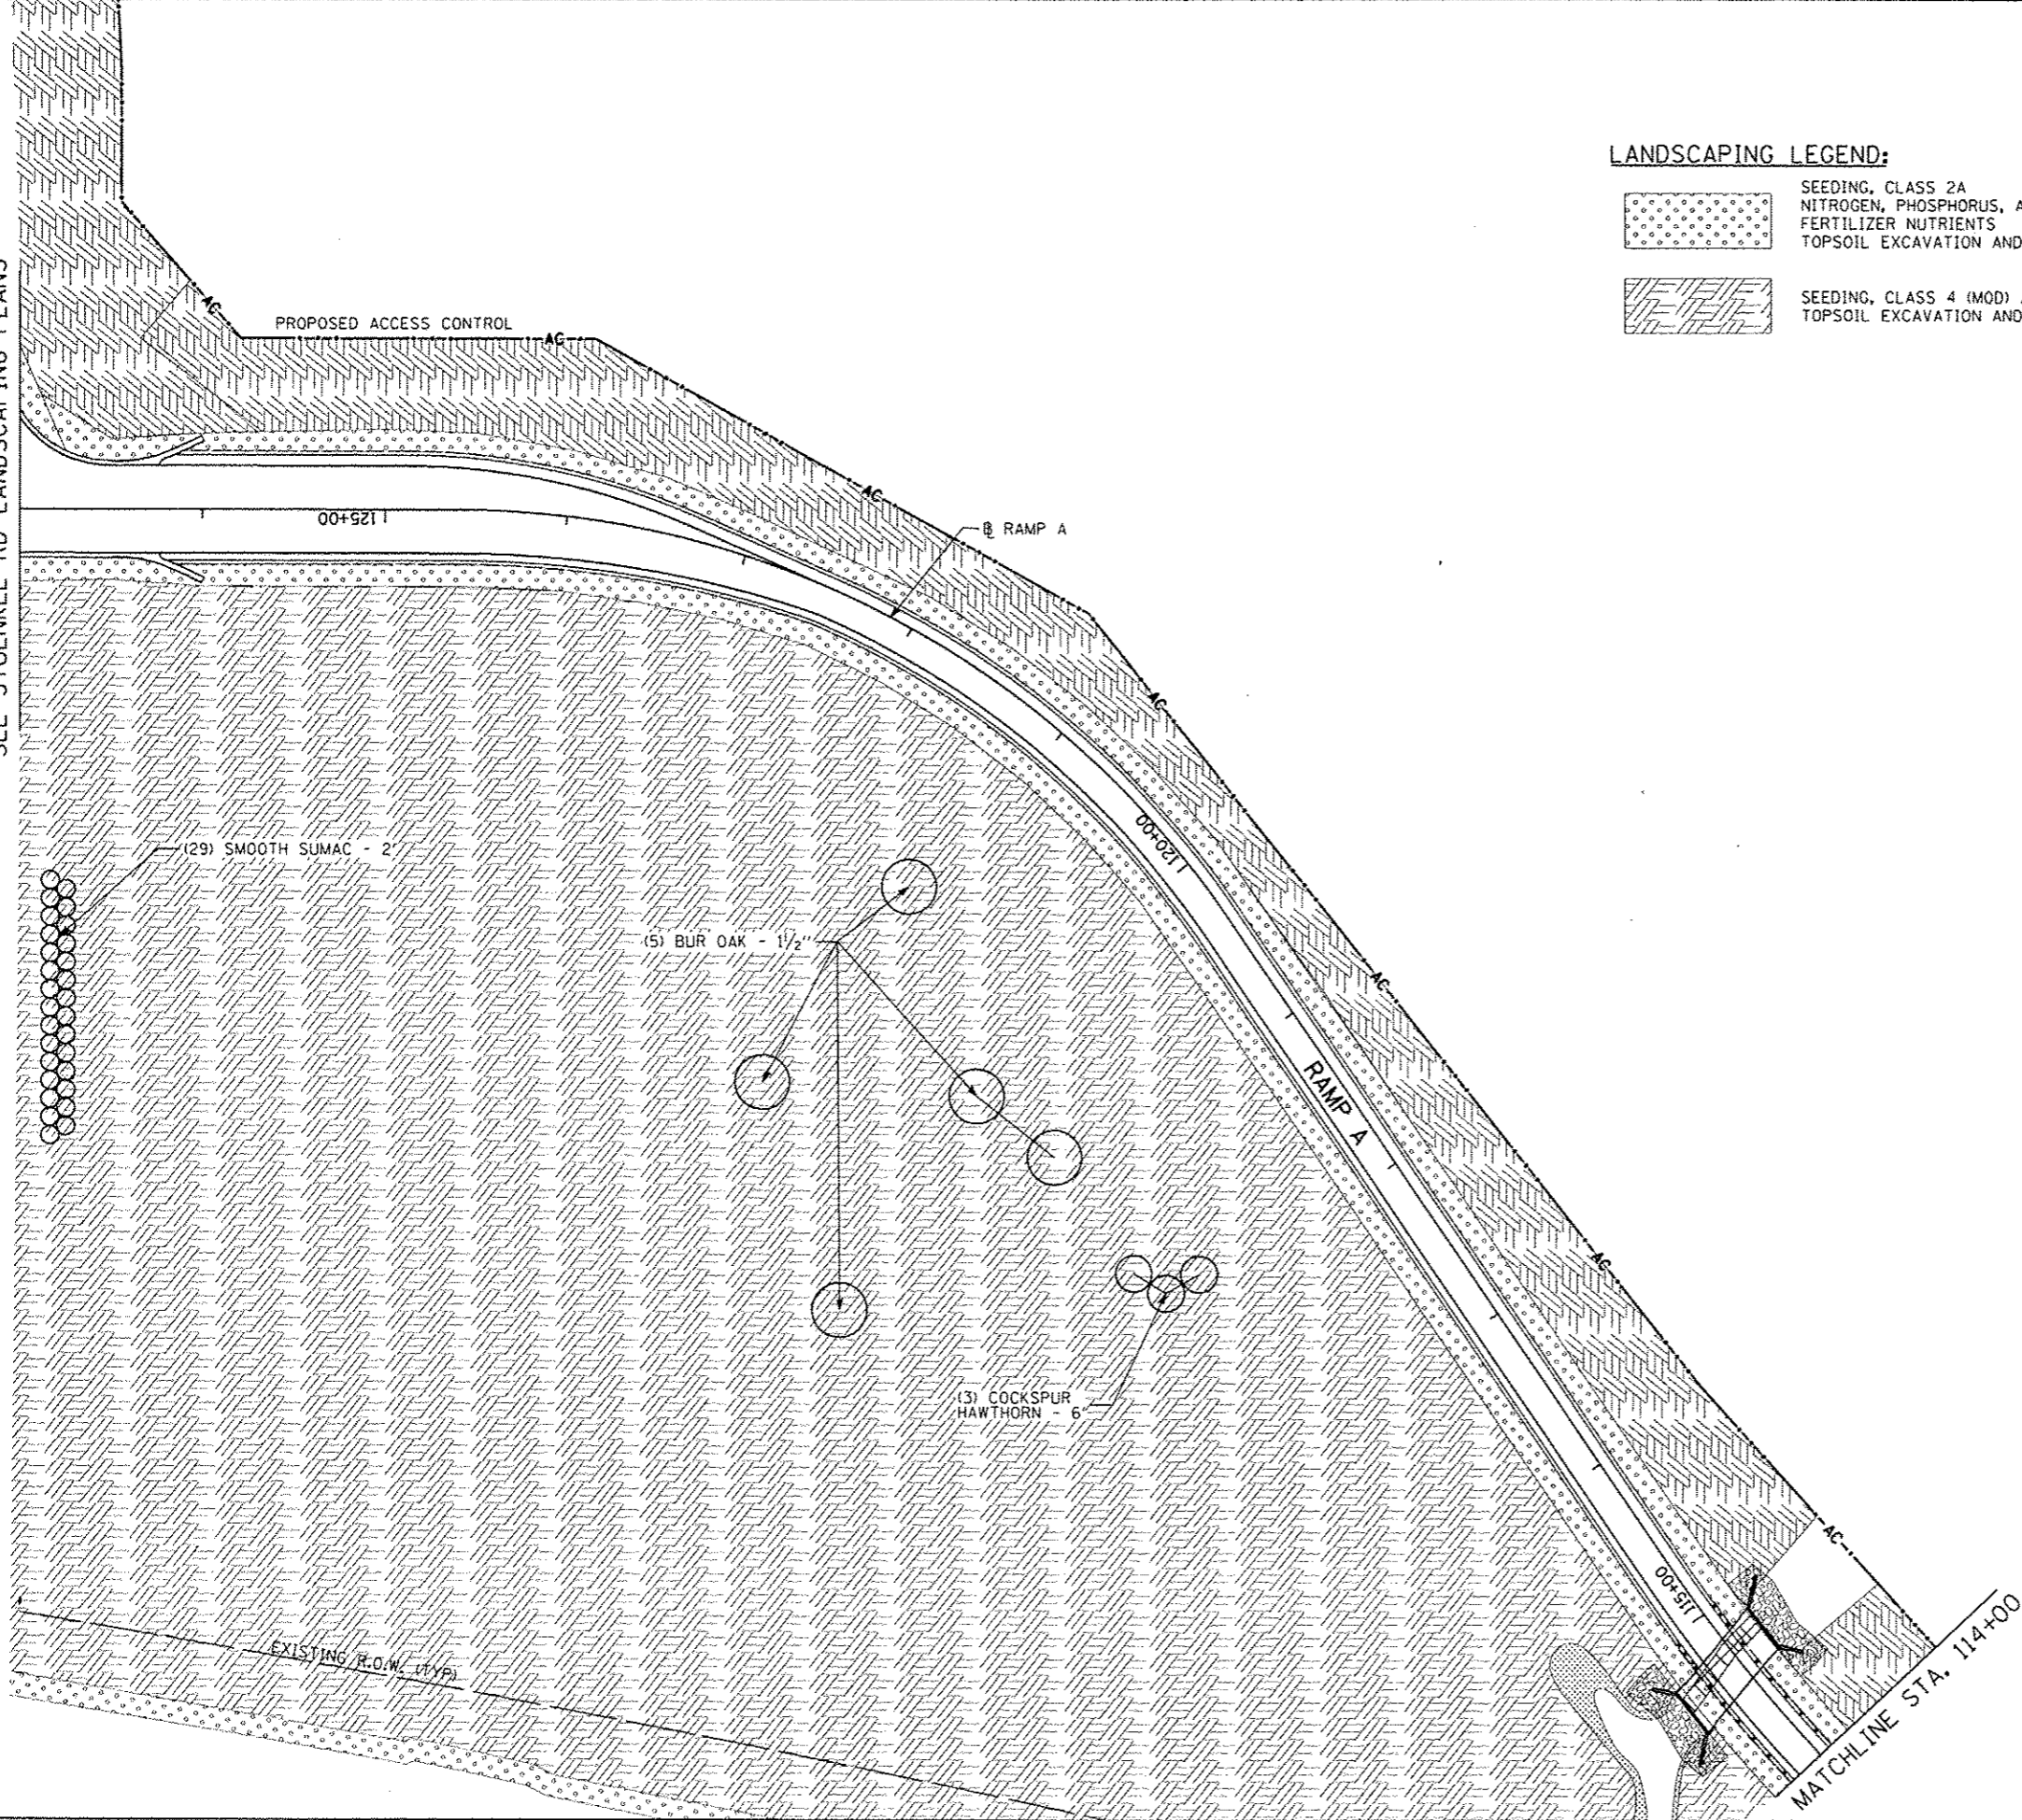 LANDSCAPING LEGEND:
SEEDING, CLASS 2A
NITROGEN, PHOSPHORUS, A
FERTILIZER NUTRIENTS
TOPSOIL EXCAVATION AND
SEEDING, CLASS 4 (MOD)
TOPSOIL EXCAVATION AND
AC
PROPOSED ACCESS CONTROL
AC
AC
125+00
B RAMP A
AC
120+00
(29) SMOOTH SUMAC - 2'
(5) BUR OAK - 1½"
AC
RAMP A
AC
(3) COCKSPUR
HAWTHORN - 6'
AC
115+00
EXISTING R.O.W. (TYP)
MATCHLINE STA. 114+00